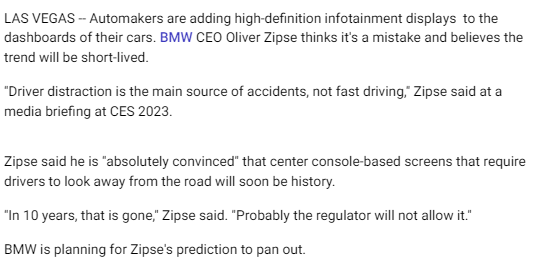 LAS VEGAS -- Automakers are adding high-definition infotainment displays to the
dashboards of their cars. BMW CEO Oliver Zipse thinks it's a mistake and believes the
trend will be short-lived.
"Driver distraction is the main source of accidents, not fast driving," Zipse said at a
media briefing at CES 2023.
Zipse said he is "absolutely convinced" that center console-based screens that require
drivers to look away from the road will soon be history.
"In 10 years, that is gone," Zipse said. "Probably the regulator will not allow it."
BMW is planning for Zipse's prediction to pan out.